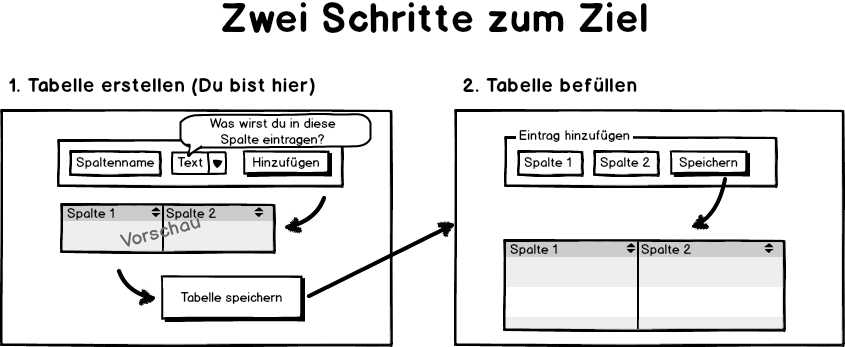 Zwei Schritte zum Ziel
1. Tabelle erstellen (Du bist hier)
Was wirst du in diese
Spalte eintragen?
Spaltenname
Text
Hinzufügen
Spalte 1
Spalte 2
Vorschau
Tabelle speichern
2. Tabelle befüllen
Eintrag hinzufügen
Spalte 1
Spalte 2
Speichern
Spalte 1
Spalte 2